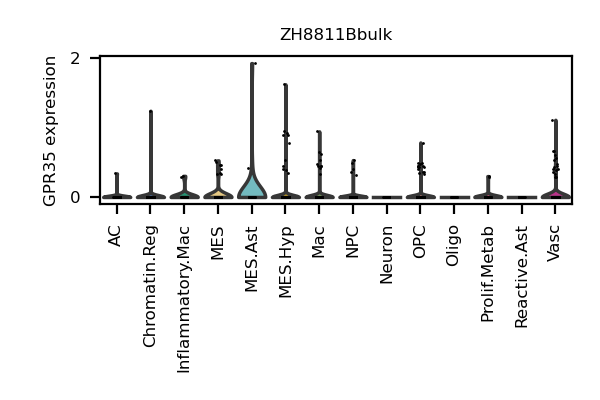 ZH8811Bbulk
GPR35 expression
2
0
AC
Chromatin.Reg
Inflammatory.Mac
MES
MES.Ast
MES.Hyp
Mac
NPC
Neuron
OPC
Oligo
Prolif.Metab
Reactive.Ast
Vasc